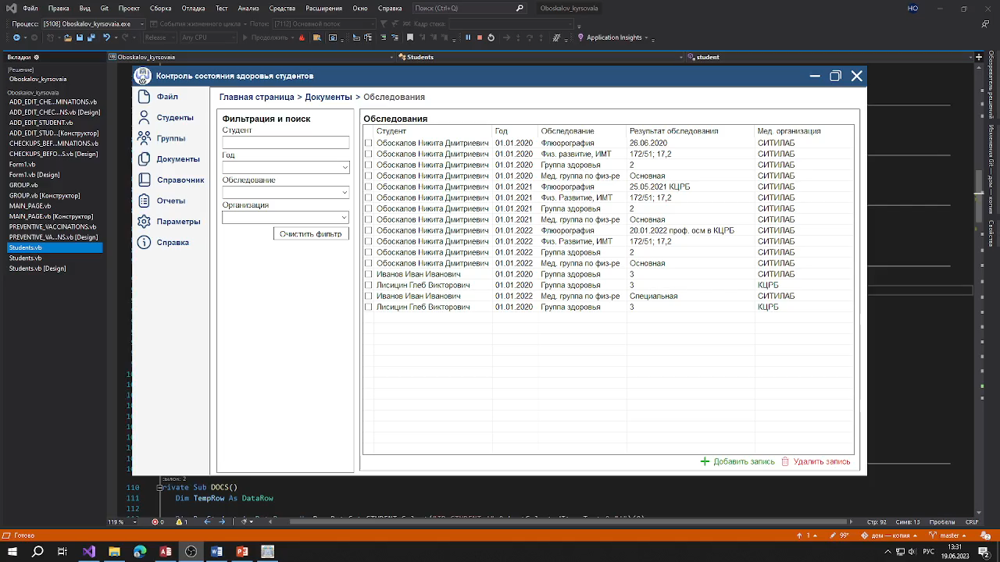 Файл Правка Вид Git Проект Сборка Отладка Тест Анализ Средства Расширения Окно Справка Поиск (Ctrl+Q) Oboskalov_kyrsovaia НО
Процесс: [5108] Oboskalov_kyrsovaia.exe События жизненного цикла Поток: [7112] Основной поток Кадр стека:
Release Any CPU Продолжить Application Insights
Вкладки Oboskalov_kyrsovaia Students student
[Решение]
Oboskalov_kyrsovaia
ADD_EDIT_CHE...MINATIONS.vb
ADD_EDIT_CHE...NS.vb [Design]
ADD_EDIT_STUDENT.vb
ADD_EDIT_STUD...[Конструктор]
CHECKUPS_BEF...MINATIONS.vb
CHECKUPS_BEF...NS.vb [Design]
Form1.vb
Form1.vb [Design]
GROUP.vb
GROUP.vb [Конструктор]
MAIN_PAGE.vb
MAIN_PAGE.vb [Конструктор]
PREVENTIVE_VACCINATIONS.vb
PREVENTIVE_VA...NS.vb [Design]
Students.vb
Students.vb
Students.vb [Design]
Контроль состояния здоровья студентов
Файл
Студенты
Группы
Документы
Справочник
Отчеты
Параметры
Справка
Главная страница > Документы > Обследования
Фильтрация и поиск
Студент
Год
Обследование
Организация
Очистить фильтр
Обследования
Студент Год Обследование Результат обследования Мед. организация
Обоскалов Никита Дмитриевич 01.01.2020 Флюорография 26.06.2020 СИТИЛАБ
Обоскалов Никита Дмитриевич 01.01.2020 Физ. развитие, ИМТ 172/51; 17,2 СИТИЛАБ
Обоскалов Никита Дмитриевич 01.01.2020 Группа здоровья 2 СИТИЛАБ
Обоскалов Никита Дмитриевич 01.01.2020 Мед. группа по физ-ре Основная СИТИЛАБ
Обоскалов Никита Дмитриевич 01.01.2021 Флюорография 25.05.2021 КЦРБ СИТИЛАБ
Обоскалов Никита Дмитриевич 01.01.2021 Физ. Развитие, ИМТ 172/51; 17,2 СИТИЛАБ
Обоскалов Никита Дмитриевич 01.01.2021 Группа здоровья 2 СИТИЛАБ
Обоскалов Никита Дмитриевич 01.01.2021 Мед. группа по физ-ре Основная СИТИЛАБ
Обоскалов Никита Дмитриевич 01.01.2022 Флюорография 20.01.2022 проф. осм в КЦРБ СИТИЛАБ
Обоскалов Никита Дмитриевич 01.01.2022 Физ. Развитие, ИМТ 172/51; 17,2 СИТИЛАБ
Обоскалов Никита Дмитриевич 01.01.2022 Группа здоровья 2 СИТИЛАБ
Обоскалов Никита Дмитриевич 01.01.2022 Мед. группа по физ-ре Основная СИТИЛАБ
Иванов Иван Иванович 01.01.2020 Группа здоровья 3 СИТИЛАБ
Лисицин Глеб Викторович 01.01.2020 Группа здоровья 3 КЦРБ
Иванов Иван Иванович 01.01.2022 Мед. группа по физ-ре Специальная СИТИЛАБ
Лисицин Глеб Викторович 01.01.2020 Группа здоровья 3 КЦРБ
Добавить запись Удалить запись
Обозреватель решений Изменения Git – дом — копия Свойства
сылок: 2
110 rivate Sub DOCS()
111 Dim TempRow As DataRow
112
119 % 0 1 Стр: 92 Симв: 13 Пробелы CRLF
Готово 1 99* дом — копия master 2
РУС 13:31
19.06.2023